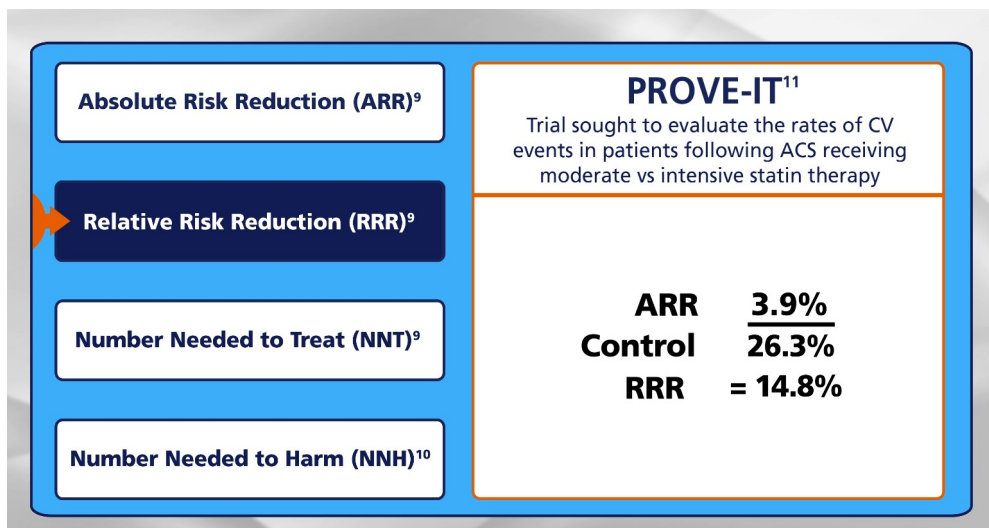 Absolute Risk Reduction (ARR)⁹
Relative Risk Reduction (RRR)⁹
Number Needed to Treat (NNT)⁹
Number Needed to Harm (NNH)¹⁰
PROVE-IT¹¹
Trial sought to evaluate the rates of CV
events in patients following ACS receiving
moderate vs intensive statin therapy
ARR 3.9%
Control 26.3%
RRR = 14.8%